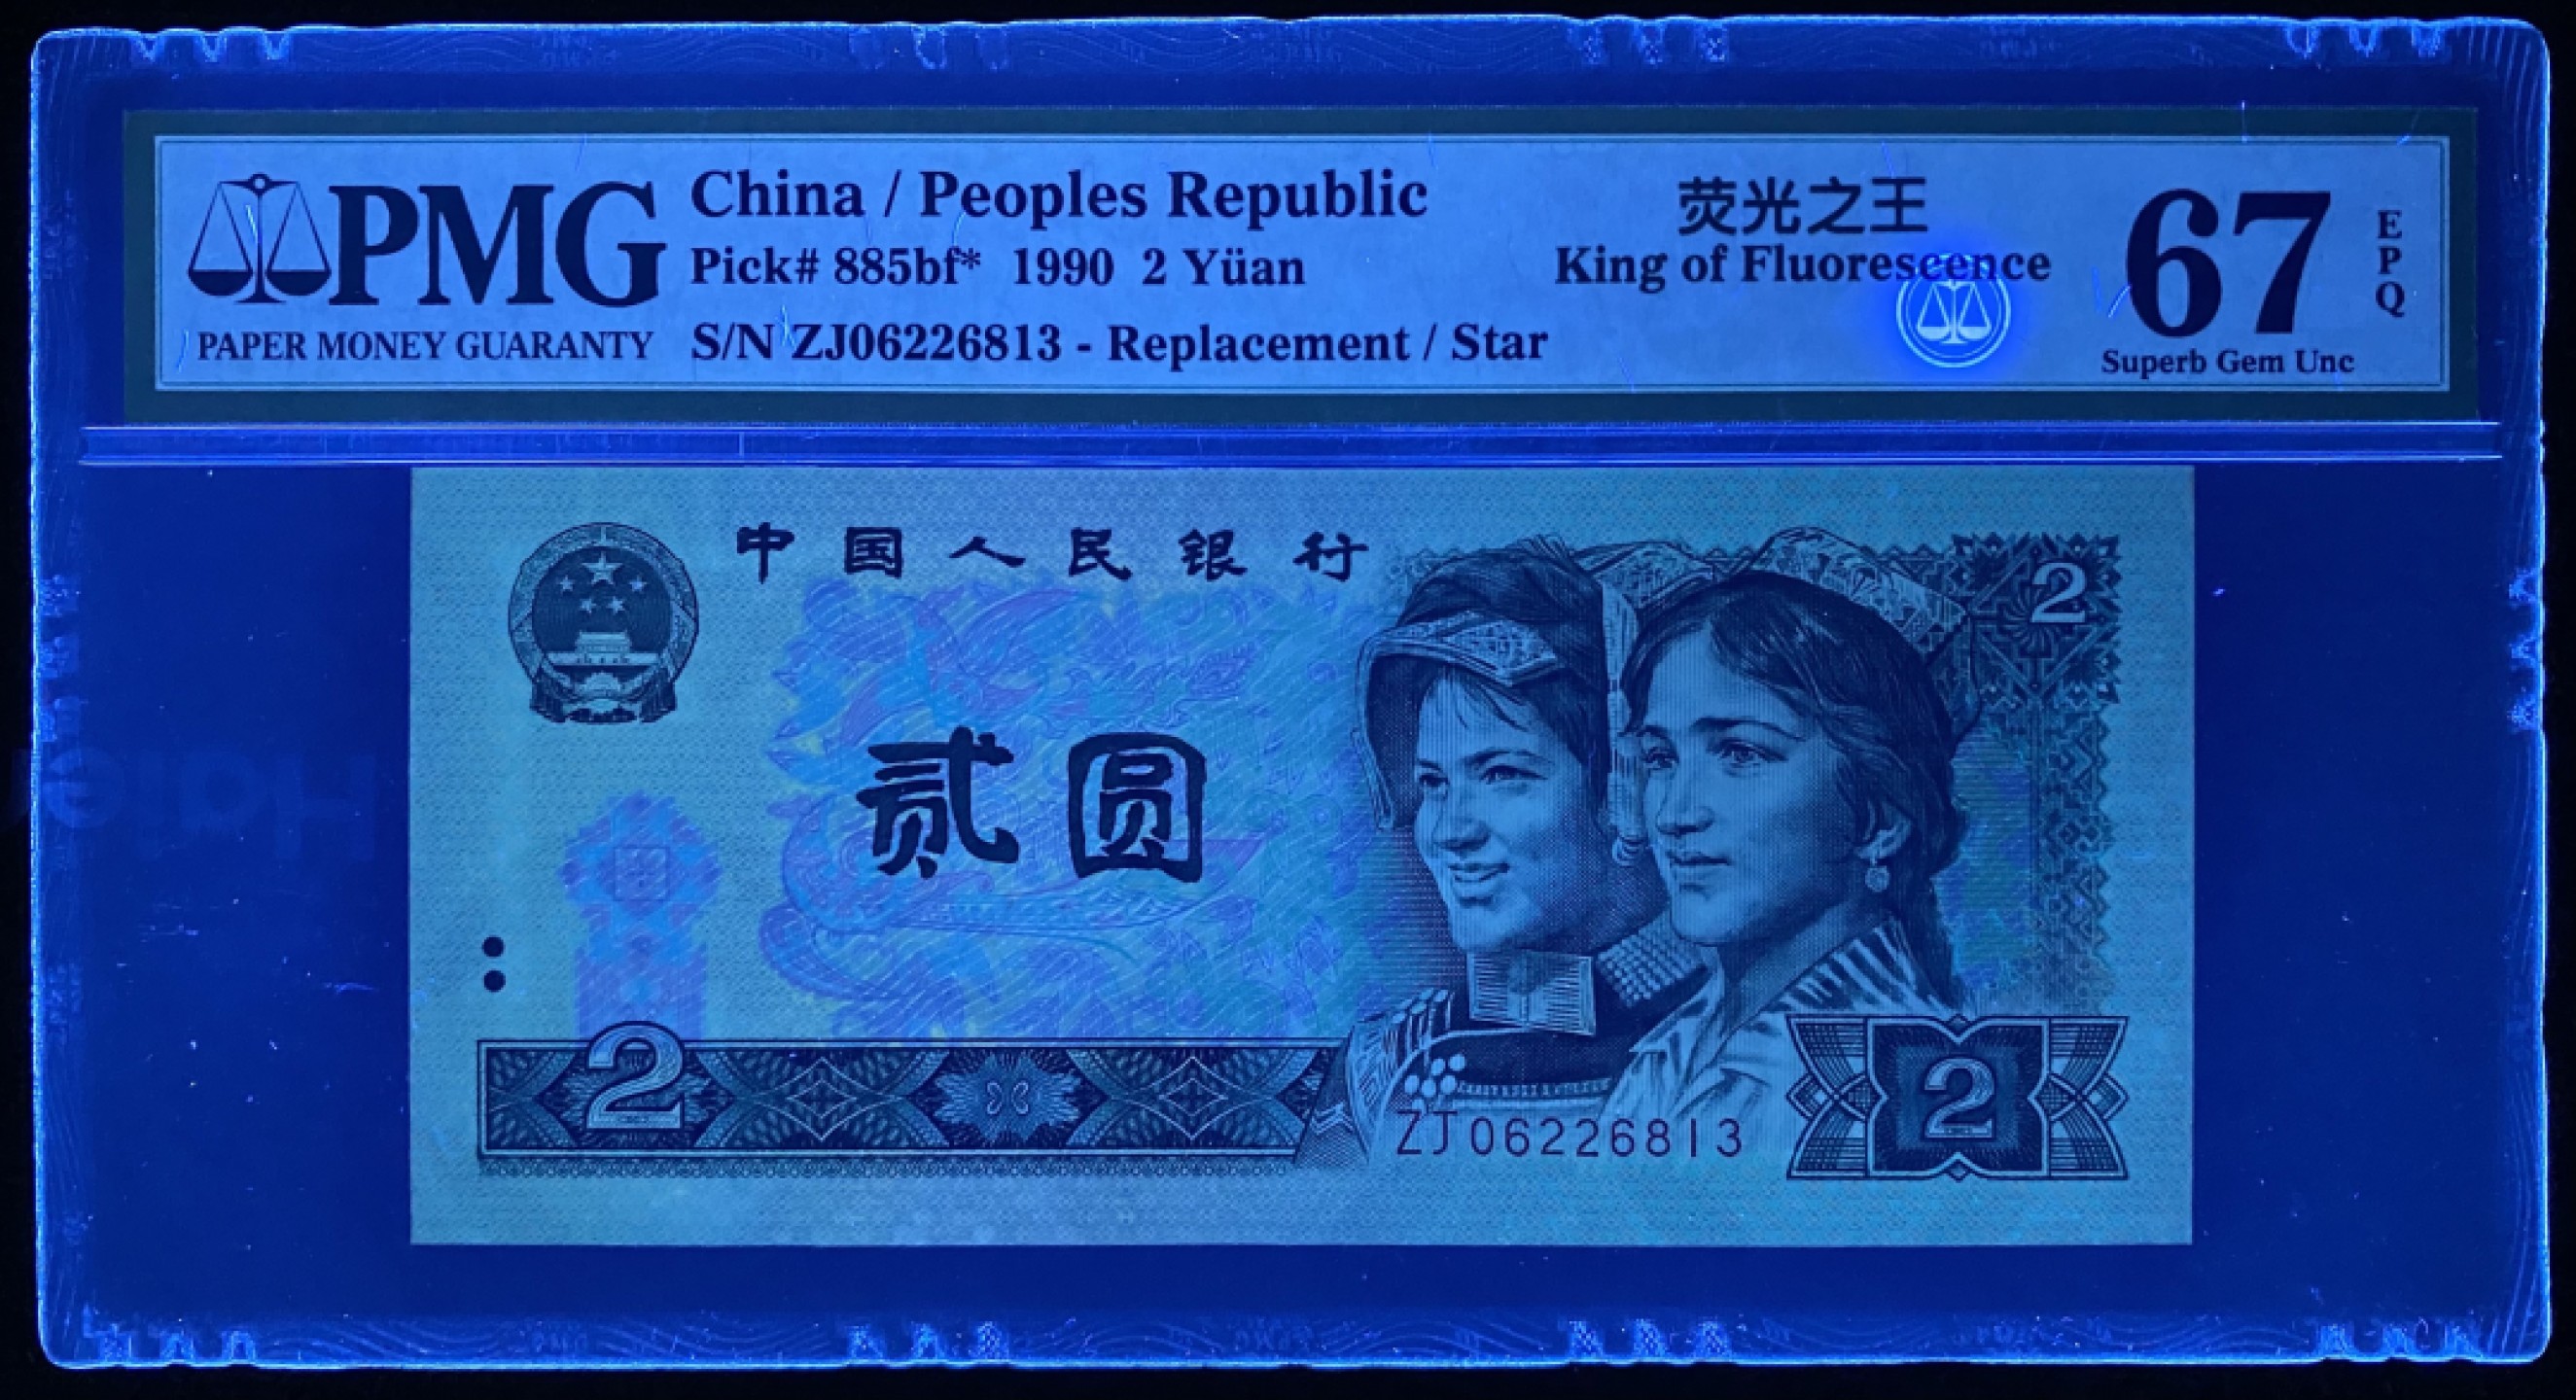 PMG
PAPER MONEY GUARANTY
China / Peoples Republic
Pick# 885bf* 1990 2 Yüan
S/N ZJ06226813 - Replacement / Star
荧光之王
King of Fluorescence
67
EPQ
Superb Gem Unc
中国人民银行
2
贰圆
2
2
ZJ06226813
Haier